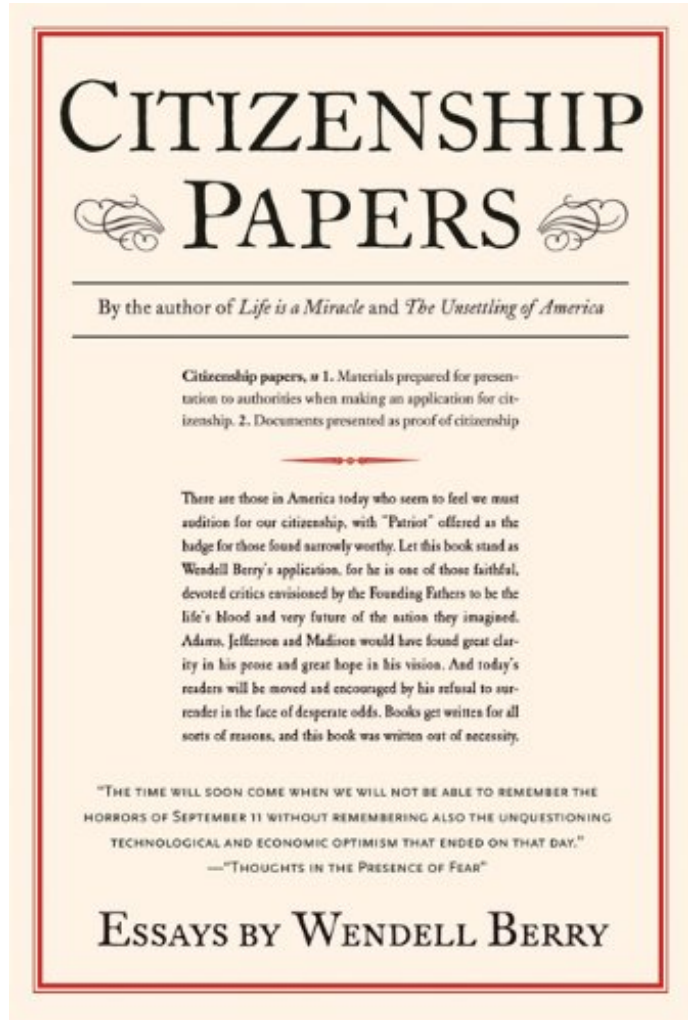 CITIZENSHIP
PAPERS
By the author of Life is a Miracle and The Unsettling of America
Citizenship papers, n 1. Materials prepared for presen-
tation to authorities when making an application for cit-
izenship. 2. Documents presented as proof of citizenship
There are those in America today who seem to feel we must
audition for our citizenship, with "Patriot" offered as the
badge for those found narrowly worthy. Let this book stand as
Wendell Berry's application, for he is one of those faithful,
devoted critics envisioned by the Founding Fathers to be the
life's blood and very future of the nation they imagined.
Adams, Jefferson and Madison would have found great clar-
ity in his prose and great hope in his vision. And today's
readers will be moved and encouraged by his refusal to sur-
render in the face of desperate odds. Books get written for all
sorts of reasons, and this book was written out of necessity.
"THE TIME WILL SOON COME WHEN WE WILL NOT BE ABLE TO REMEMBER THE
HORRORS OF SEPTEMBER 11 WITHOUT REMEMBERING ALSO THE UNQUESTIONING
TECHNOLOGICAL AND ECONOMIC OPTIMISM THAT ENDED ON THAT DAY."
—"THOUGHTS IN THE PRESENCE OF FEAR"
ESSAYS BY WENDELL BERRY